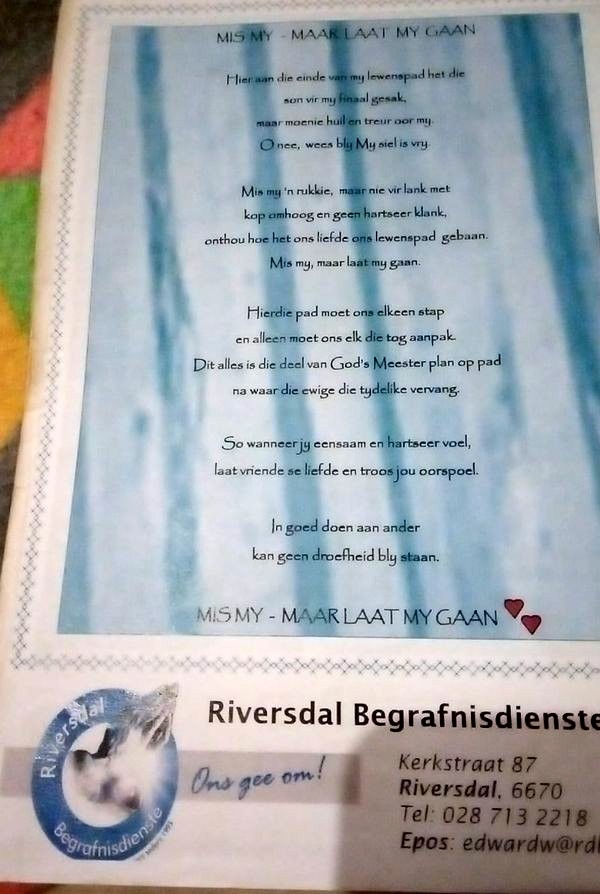 MIS MY - MAAR LAAT MY GAAN
Hier aan die einde van my lewenspad het die
son vir my finaal gesak,
maar moenie huil en treur oor my.
O nee, wees bly My siel is vry.
Mis my 'n rukkie, maar nie vir lank met
kop omhoog en geen hartseer klank,
onthou hoe het ons liefde ons lewenspad gebaan.
Mis my, maar laat my gaan.
Hierdie pad moet ons elkeen stap
en alleen moet ons elk die tog aanpak.
Dit alles is die deel van God's Meester plan op pad
na waar die ewige die tydelike vervang.
So wanneer jy eensaam en hartseer voel,
laat vriende se liefde en troos jou oorspoel.
In goed doen aan ander
kan geen droefheid bly staan.
MIS MY - MAAR LAAT MY GAAN
Riversdal Begrafnisdienste
Riversdal
Begrafnisdienste
Ons gee om!
Kerkstraat 87
Riversdal, 6670
Tel: 028 713 2218
Epos: edwardw@rdl